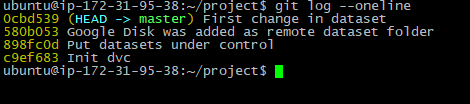 ubuntu@ip-172-31-95-38:~/project$ git log --oneline
0cbd539 (HEAD -> master) First change in dataset
580b053 Google Disk was added as remote dataset folder
898fc0d Put datasets under control
c9ef683 Init dvc
ubuntu@ip-172-31-95-38:~/project$